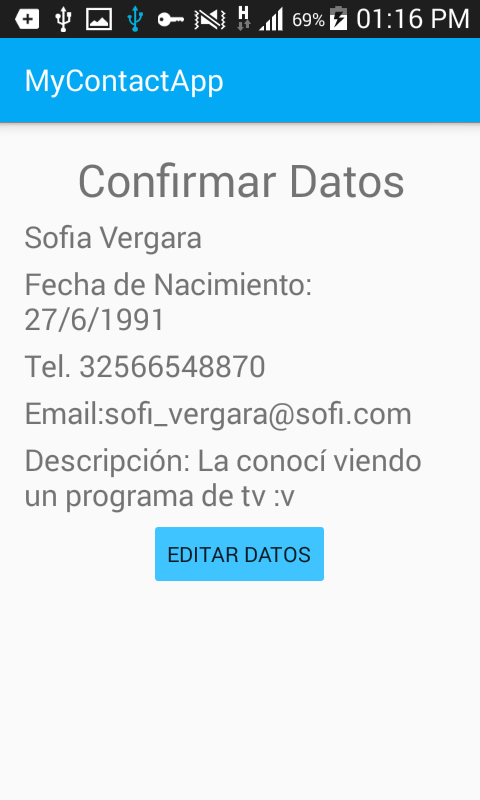 69% 01:16 PM
MyContactApp
Confirmar Datos
Sofia Vergara
Fecha de Nacimiento:
27/6/1991
Tel. 32566548870
Email:sofi_vergara@sofi.com
Descripción: La conocí viendo
un programa de tv :v
EDITAR DATOS